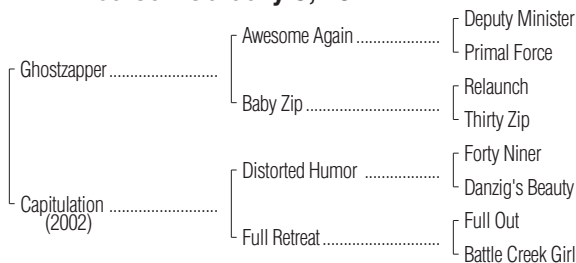 Deputy Minister
Awesome Again ....................
Primal Force
Ghostzapper ..........................
Relaunch
Baby Zip ................................
Thirty Zip
Forty Niner
Distorted Humor ..................
Danzig's Beauty
Capitulation ..........................
(2002)
Full Out
Full Retreat.............................
Battle Creek Girl